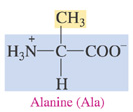 CH₃
H₃N⁺—C—COO⁻
H
Alanine (Ala)